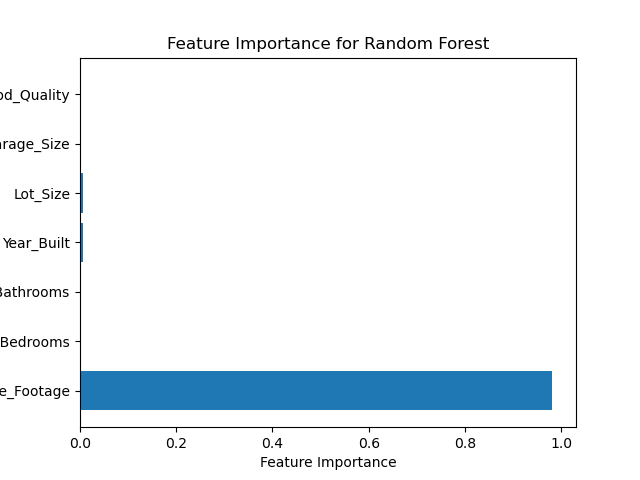 Feature Importance for Random Forest
od_Quality
arage_Size
Lot_Size
Year_Built
Bathrooms
Bedrooms
e_Footage
0.0 0.2 0.4 0.6 0.8 1.0
Feature Importance